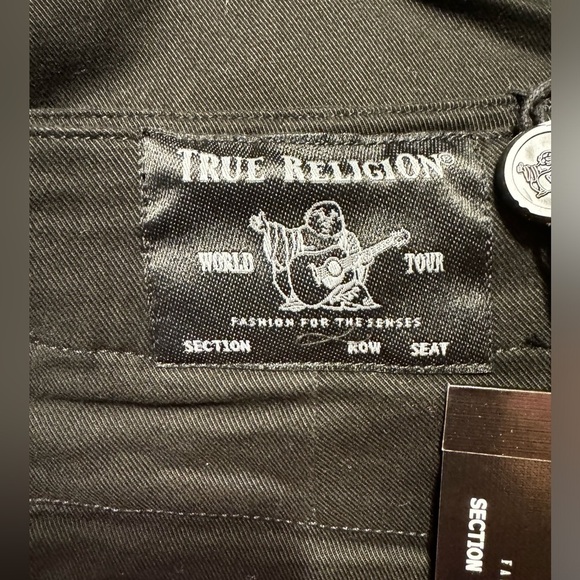 TRUE RELIGION®
WORLD TOUR
FASHION FOR THE SENSES
SECTION ROW SEAT
SECTION